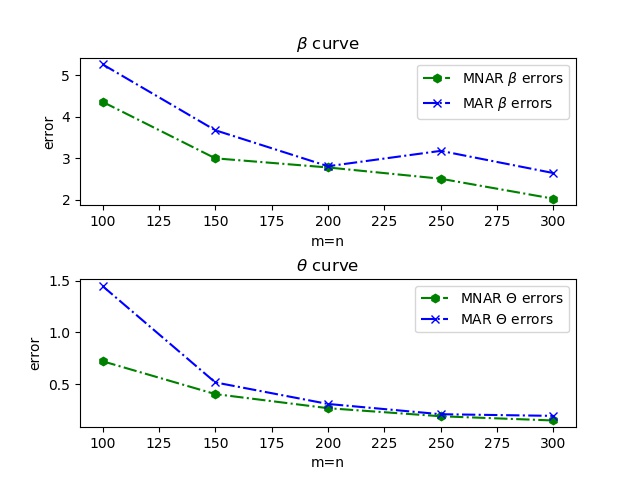 β curve
5
4
3
2
error
MNAR β errors
MAR β errors
100 125 150 175 200 225 250 275 300
m=n
θ curve
1.5
1.0
0.5
error
MNAR Θ errors
MAR Θ errors
100 125 150 175 200 225 250 275 300
m=n